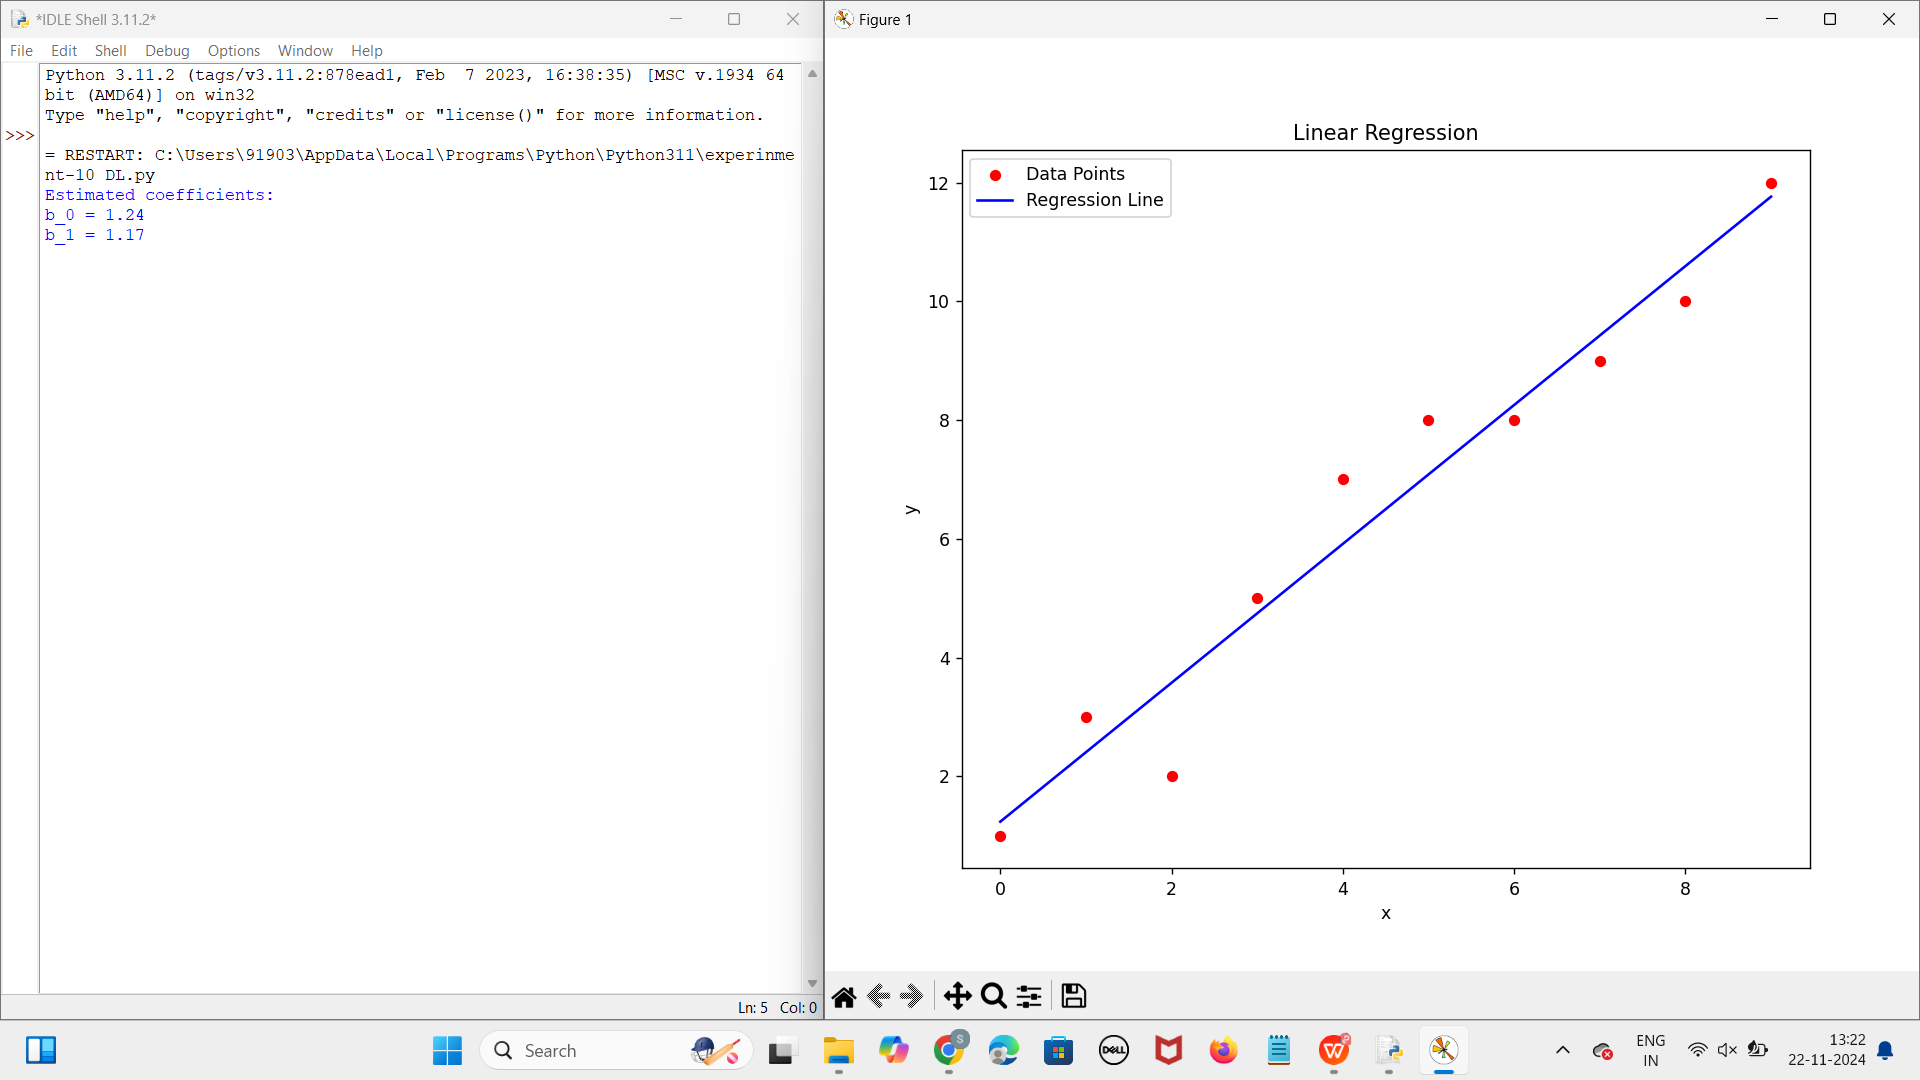 *IDLE Shell 3.11.2*
File Edit Shell Debug Options Window Help
Python 3.11.2 (tags/v3.11.2:878ead1, Feb  7 2023, 16:38:35) [MSC v.1934 64
bit (AMD64)] on win32
Type "help", "copyright", "credits" or "license()" for more information.
>>>
= RESTART: C:\Users\91903\AppData\Local\Programs\Python\Python311\experinme
nt-10 DL.py
Estimated coefficients:
b_0 = 1.24
b_1 = 1.17
Ln: 5 Col: 0
Figure 1
Linear Regression
Data Points
Regression Line
12
10
8
6
4
2
y
0 2 4 6 8
x
Search
S
DELL
W
ENG
IN
13:22
22-11-2024